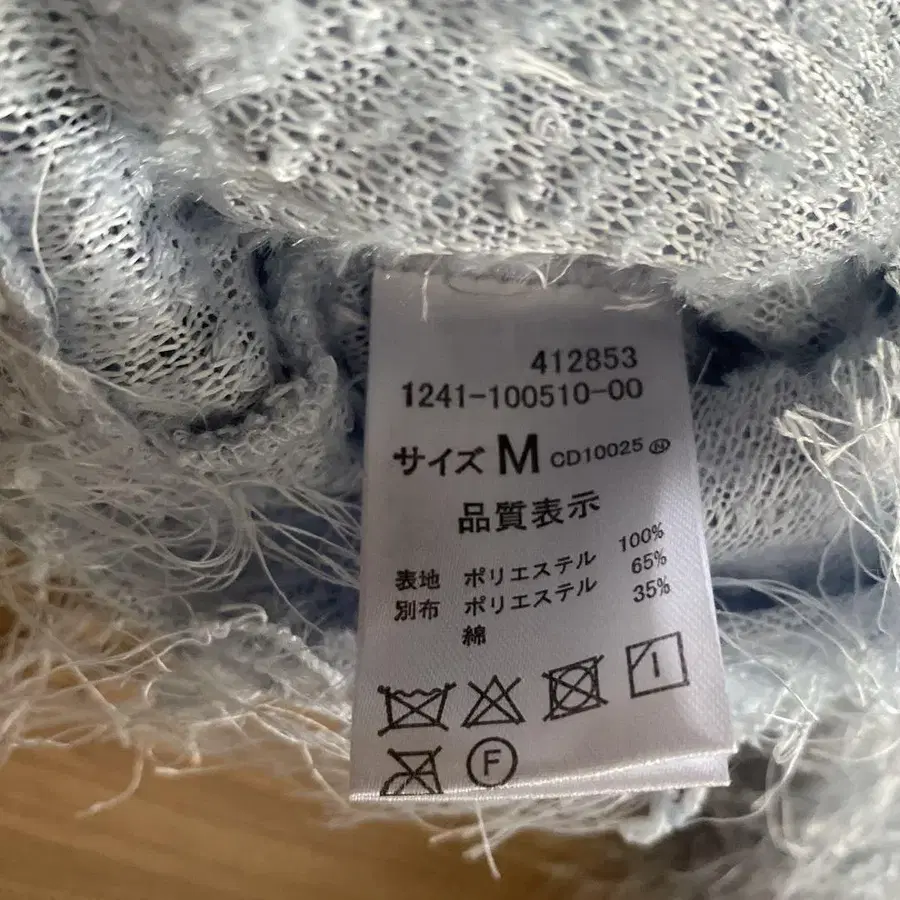 412853
1241-100510-00
サイズ M CD10025 Ⓝ
品質表示
表地 ポリエステル 100%
別布 ポリエステル 65%
綿 35%
F